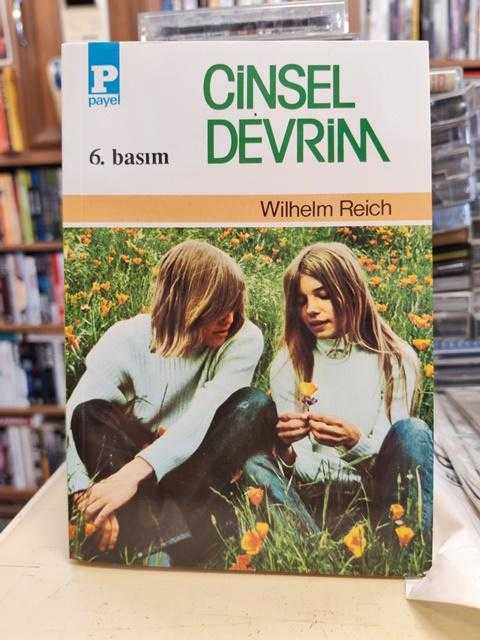 P
payel
CİNSEL
DEVRİM
6. basım
Wilhelm Reich